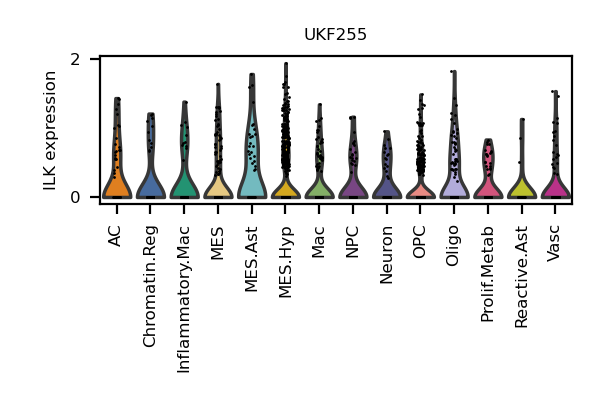 UKF255
ILK expression
2
0
AC
Chromatin.Reg
Inflammatory.Mac
MES
MES.Ast
MES.Hyp
Mac
NPC
Neuron
OPC
Oligo
Prolif.Metab
Reactive.Ast
Vasc